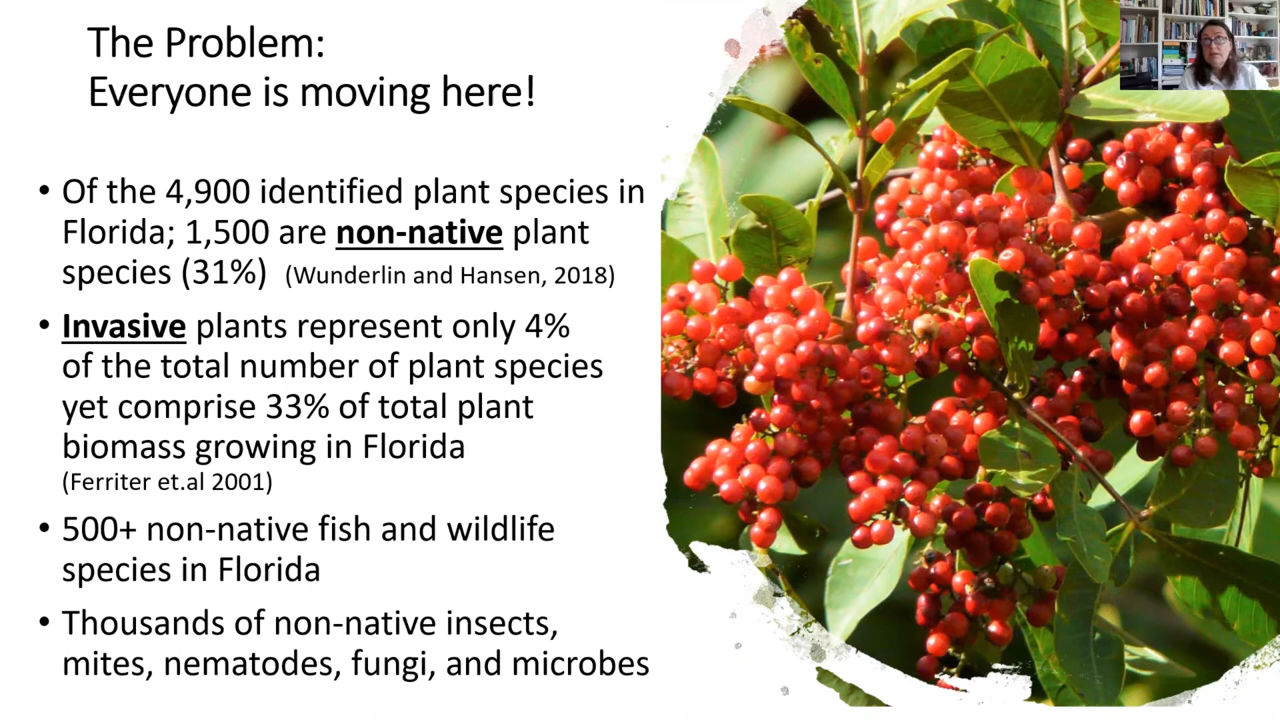 The Problem:
Everyone is moving here!
• Of the 4,900 identified plant species in
Florida; 1,500 are non-native plant
species (31%) (Wunderlin and Hansen, 2018)
• Invasive plants represent only 4%
of the total number of plant species
yet comprise 33% of total plant
biomass growing in Florida
(Ferriter et.al 2001)
• 500+ non-native fish and wildlife
species in Florida
• Thousands of non-native insects,
mites, nematodes, fungi, and microbes